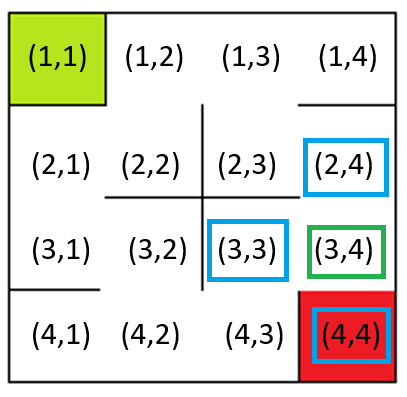 (1,1) (1,2) (1,3) (1,4)
(2,1) (2,2) (2,3) (2,4)
(3,1) (3,2) (3,3) (3,4)
(4,1) (4,2) (4,3) (4,4)